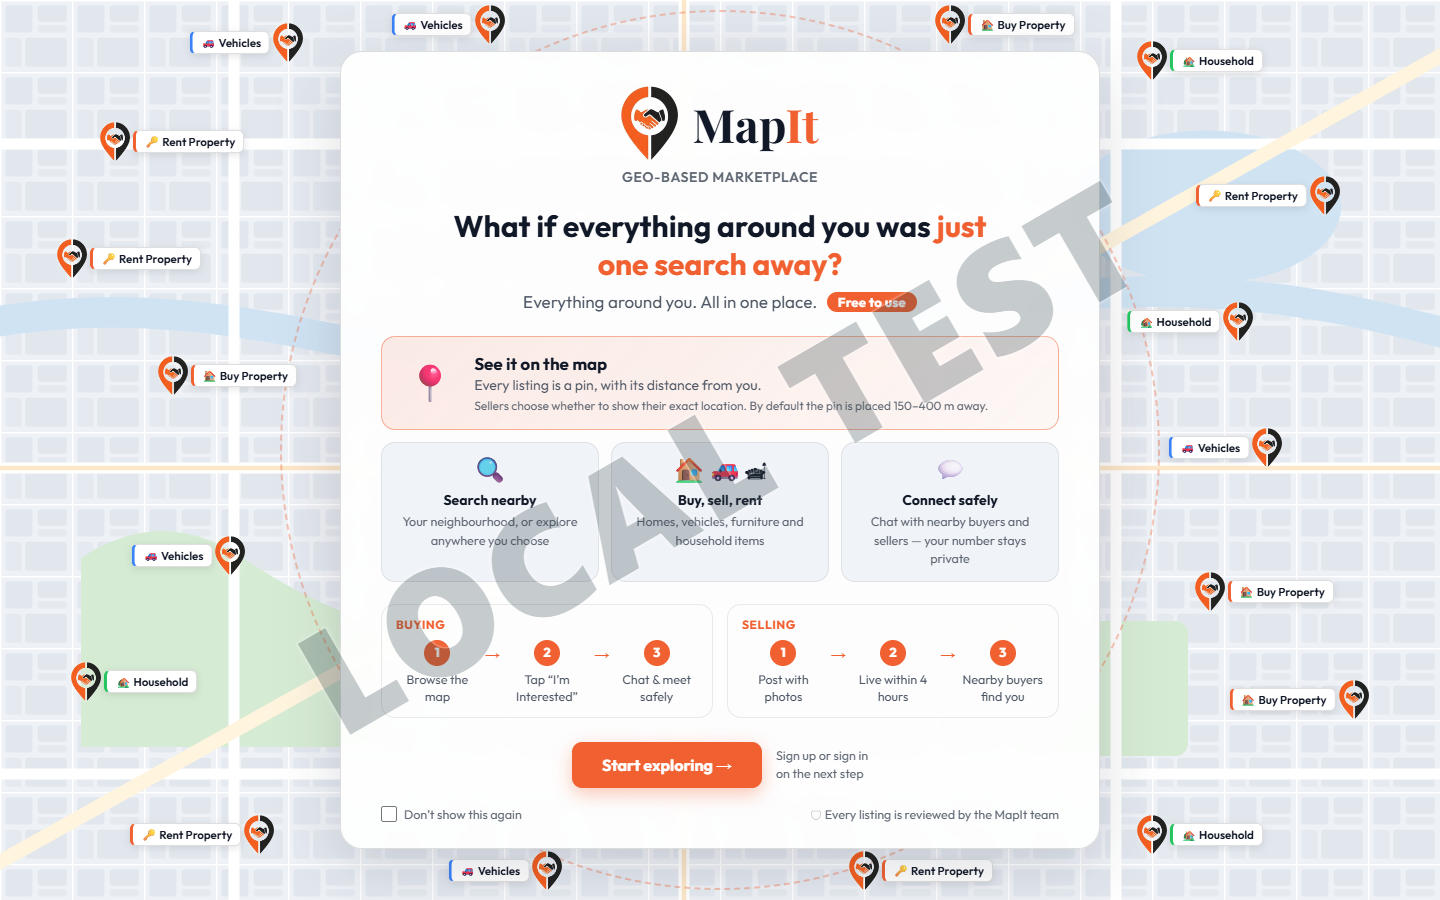 Vehicles
Vehicles
Buy Property
Household
Rent Property
Rent Property
Rent Property
Household
Buy Property
Vehicles
Vehicles
Buy Property
Household
Buy Property
Rent Property
Household
Vehicles
Rent Property
MapIt
GEO-BASED MARKETPLACE
What if everything around you was just
one search away?
Everything around you. All in one place. Free to use
See it on the map
Every listing is a pin, with its distance from you.
Sellers choose whether to show their exact location. By default the pin is placed 150–400 m away.
Search nearby
Your neighbourhood, or explore
anywhere you choose
Buy, sell, rent
Homes, vehicles, furniture and
household items
Connect safely
Chat with nearby buyers and
sellers — your number stays
private
BUYING
1 → 2 → 3
Browse the
map
Tap “I’m
Interested”
Chat & meet
safely
SELLING
1 → 2 → 3
Post with
photos
Live within 4
hours
Nearby buyers
find you
Start exploring →
Sign up or sign in
on the next step
Don’t show this again
Every listing is reviewed by the MapIt team
LOCAL TEST